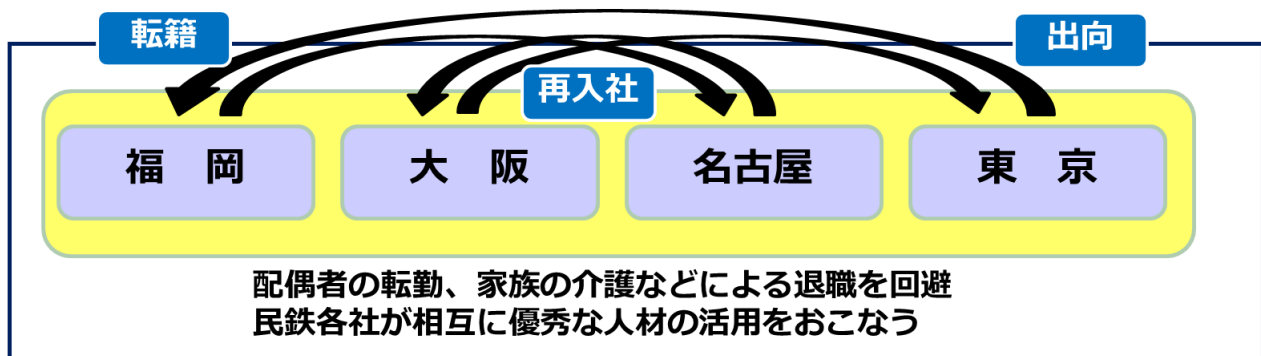 転籍
出向
再入社
福　岡
大　阪
名古屋
東　京
配偶者の転勤、家族の介護などによる退職を回避
民鉄各社が相互に優秀な人材の活用をおこなう